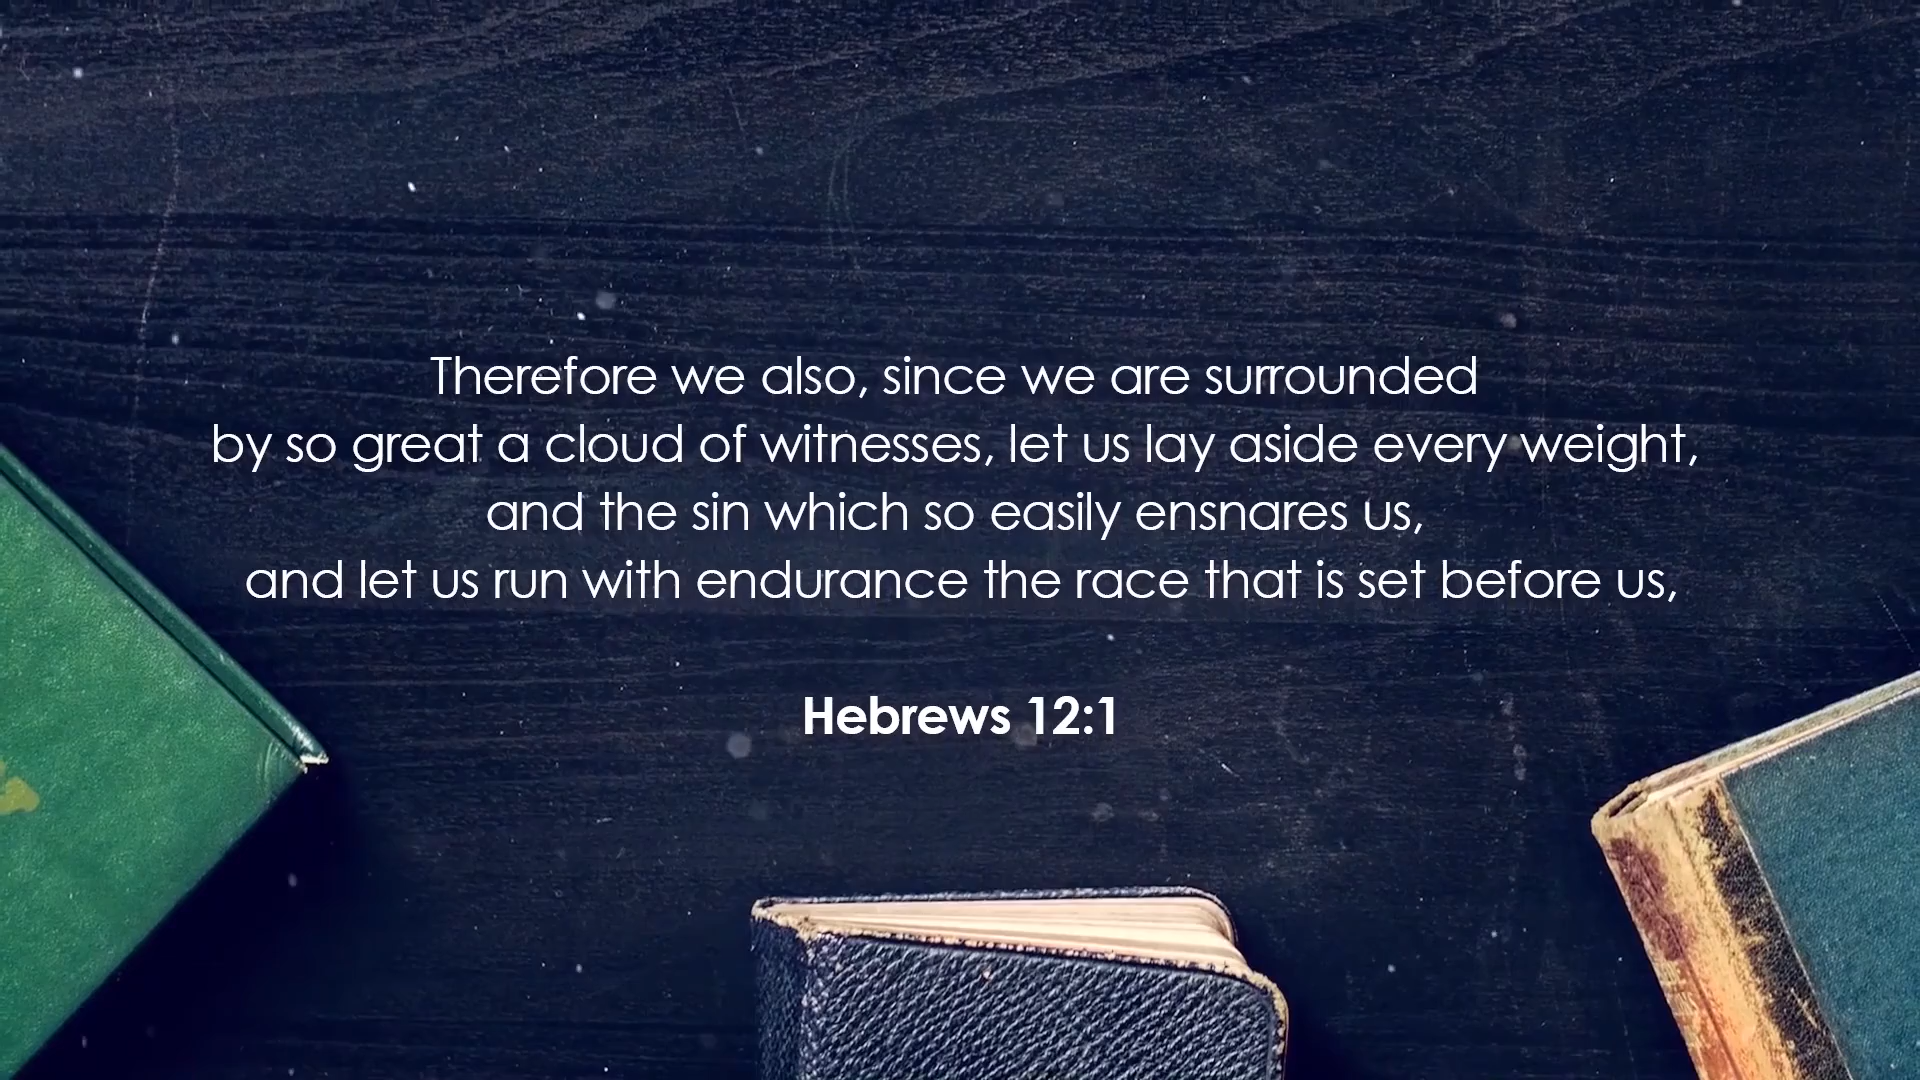 Therefore we also, since we are surrounded
by so great a cloud of witnesses, let us lay aside every weight,
and the sin which so easily ensnares us,
and let us run with endurance the race that is set before us,
Hebrews 12:1